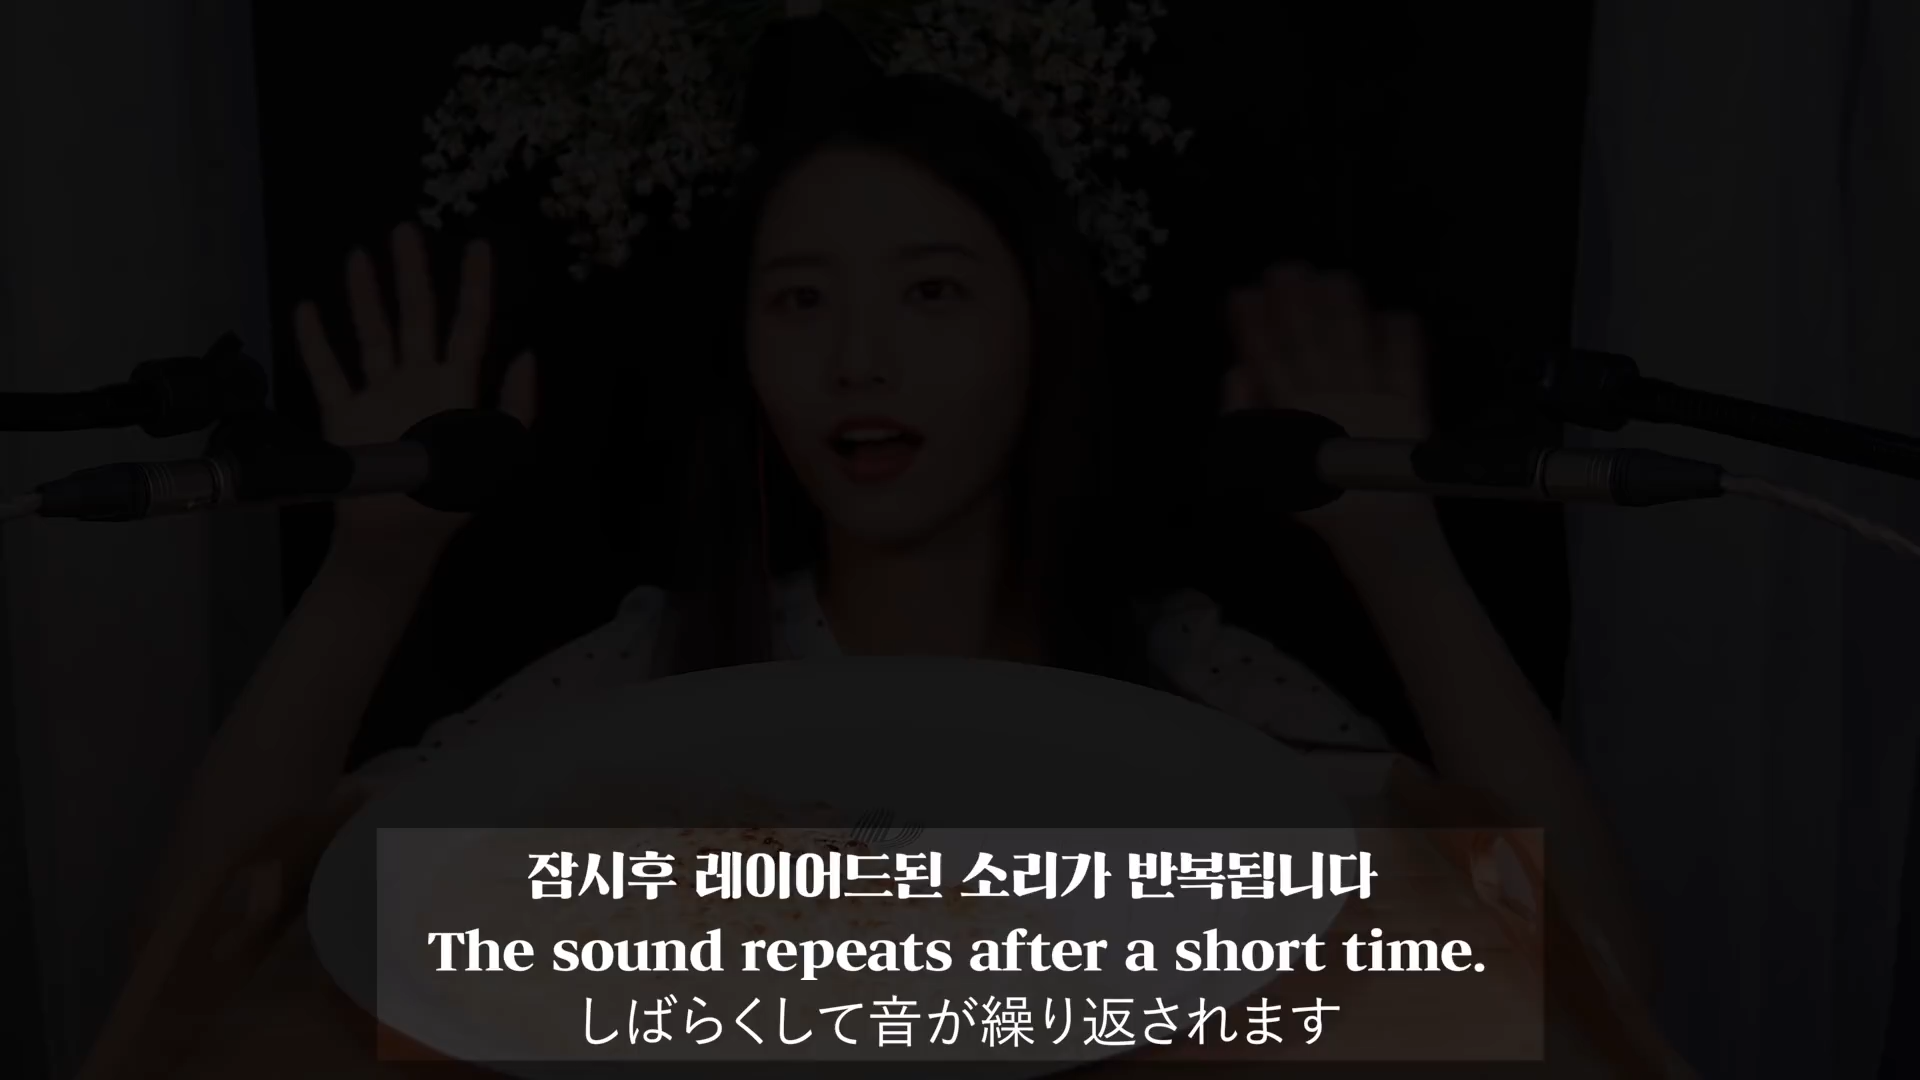 잠시후 레이어드된 소리가 반복됩니다
The sound repeats after a short time.
しばらくして音が繰り返されます